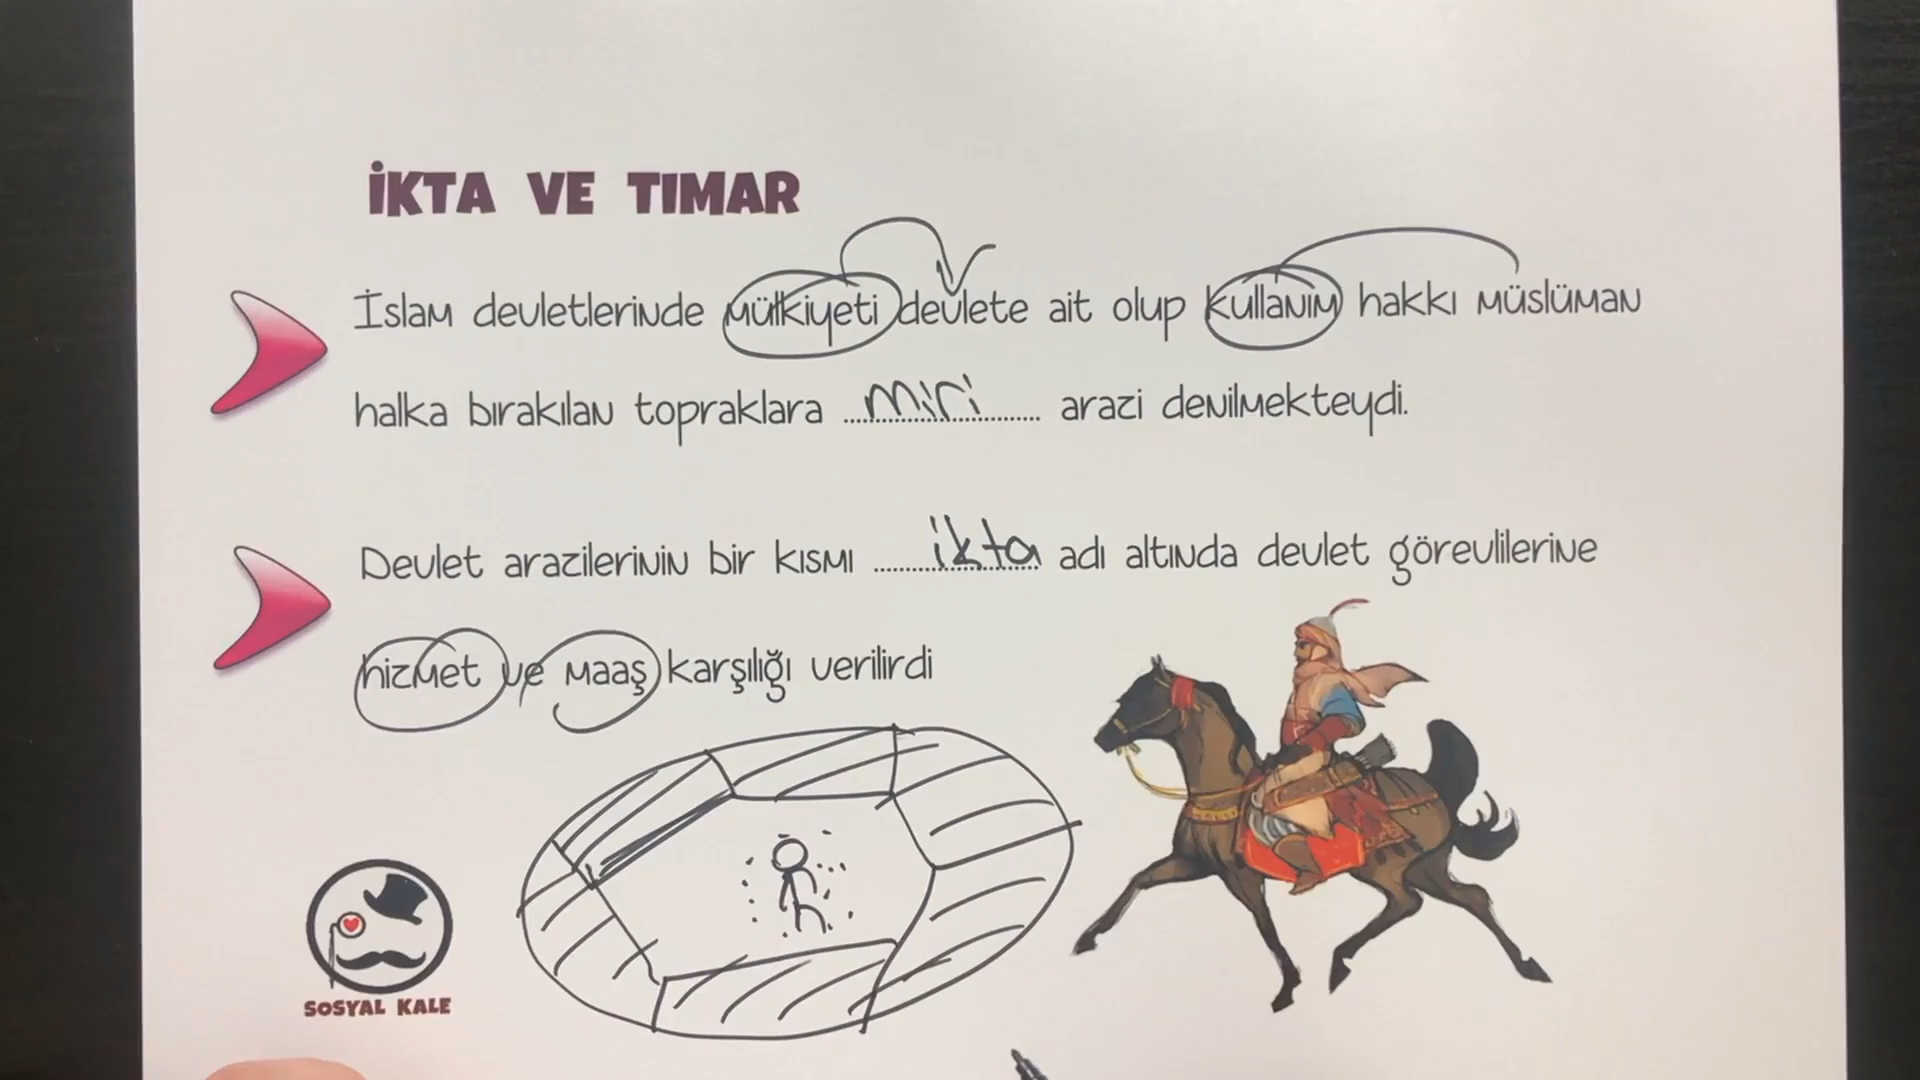 İKTA VE TIMAR
İslam devletlerinde mülkiyeti devlete ait olup kullanım hakkı müslüman
halka bırakılan topraklara miri arazi denilmekteydi.
Devlet arazilerinin bir kısmı ikta adı altında devlet görevlilerine
hizmet ve maaş karşılığı verilirdi
SOSYAL KALE